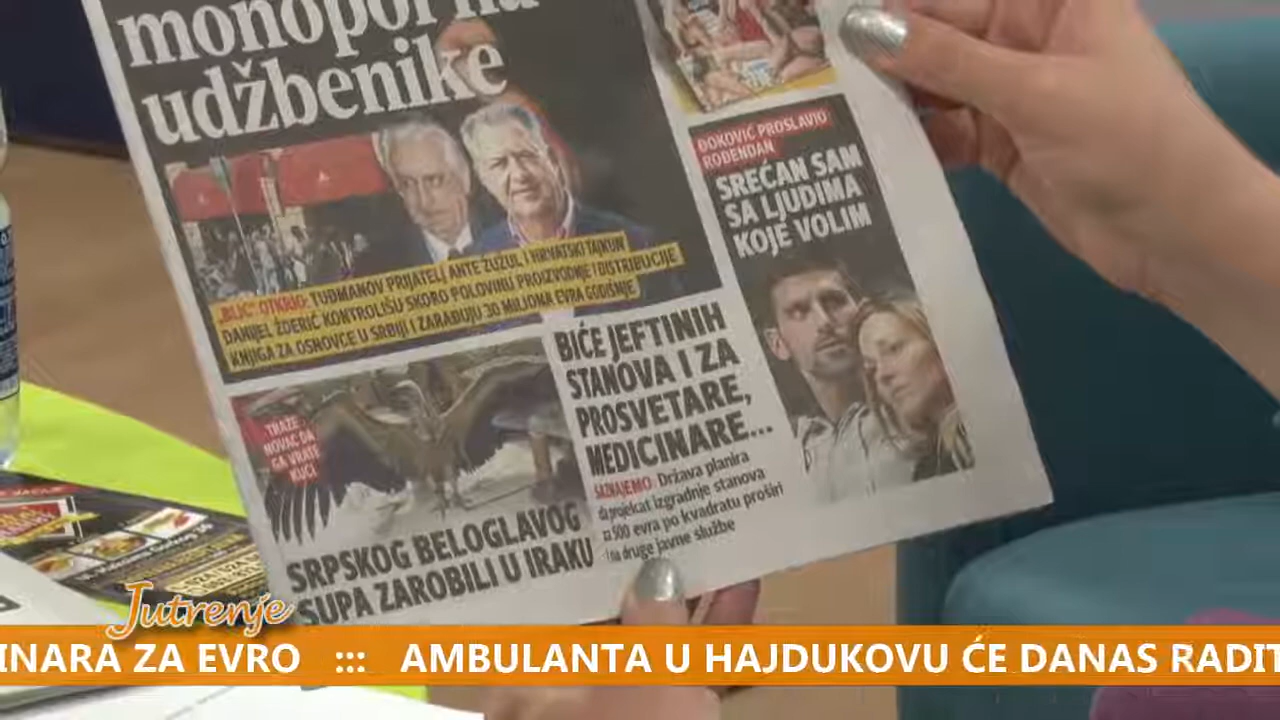 monopol na
udžbenike
„BLIC“ OTKRIO: TUĐMANOV PRIJATELJ ANTE ŽUŽUL I HRVATSKI TAJKUN
DANIJEL ŽDERIĆ KONTROLIŠU SKORO POLOVINU PROIZVODNJE I DISTRIBUCIJE
KNJIGA ZA OSNOVCE U SRBIJI I ZARAĐUJU 30 MILIONA EVRA GODIŠNJE
ĐOKOVIĆ PROSLAVIO
ROĐENDAN
SREĆAN SAM
SA LJUDIMA
KOJE VOLIM
TRAŽE
NOVAC DA
GA VRATE
KUĆI
SRPSKOG BELOGLAVOG
SUPA ZAROBILI U IRAKU
BIĆE JEFTINIH
STANOVA I ZA
PROSVETARE,
MEDICINARE...
SAZNAJEMO: Država planira
da projekat izgradnje stanova
za 500 evra po kvadratu proširi
i na druge javne službe
Jutrenje
INARA ZA EVRO ::: AMBULANTA U HAJDUKOVU ĆE DANAS RADIT